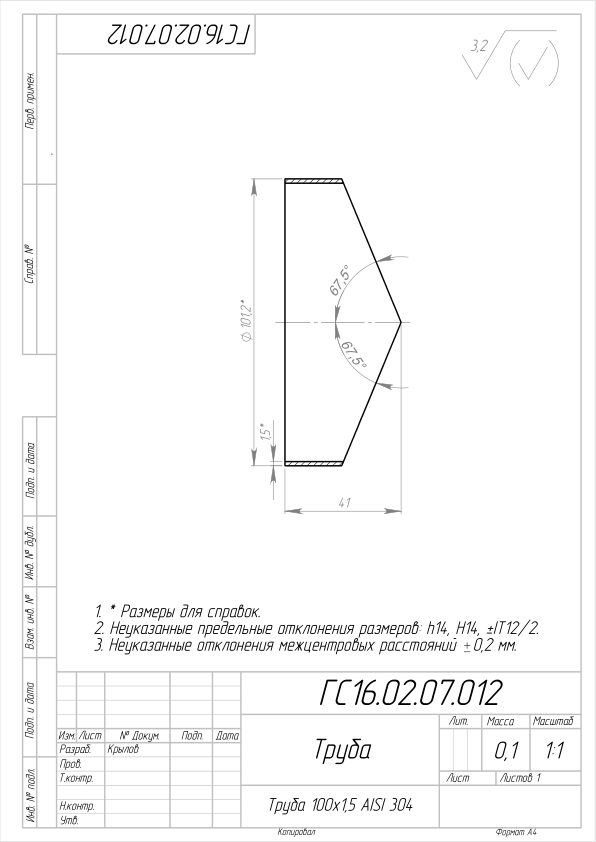 ГС16.02.07.012
3,2
Перв. примен.
Справ. №
67,5°
⌀ 101,2*
67,5°
1,5*
41
Подп. и дата
Инв. № дубл.
Взам. инв. №
Подп. и дата
Инв. № подл.
1. * Размеры для справок.
2. Неуказанные предельные отклонения размеров: h14, H14, ±IT12/2.
3. Неуказанные отклонения межцентровых расстояний ±0,2 мм.
ГС16.02.07.012
Лит. Масса Масштаб
Изм. Лист № Докум. Подп. Дата
Разраб. Крылов
Труба
0,1 1:1
Пров.
Т.контр.
Лист Листов 1
Н.контр.
Труба 100х1,5 AISI 304
Утв.
Копировал Формат А4